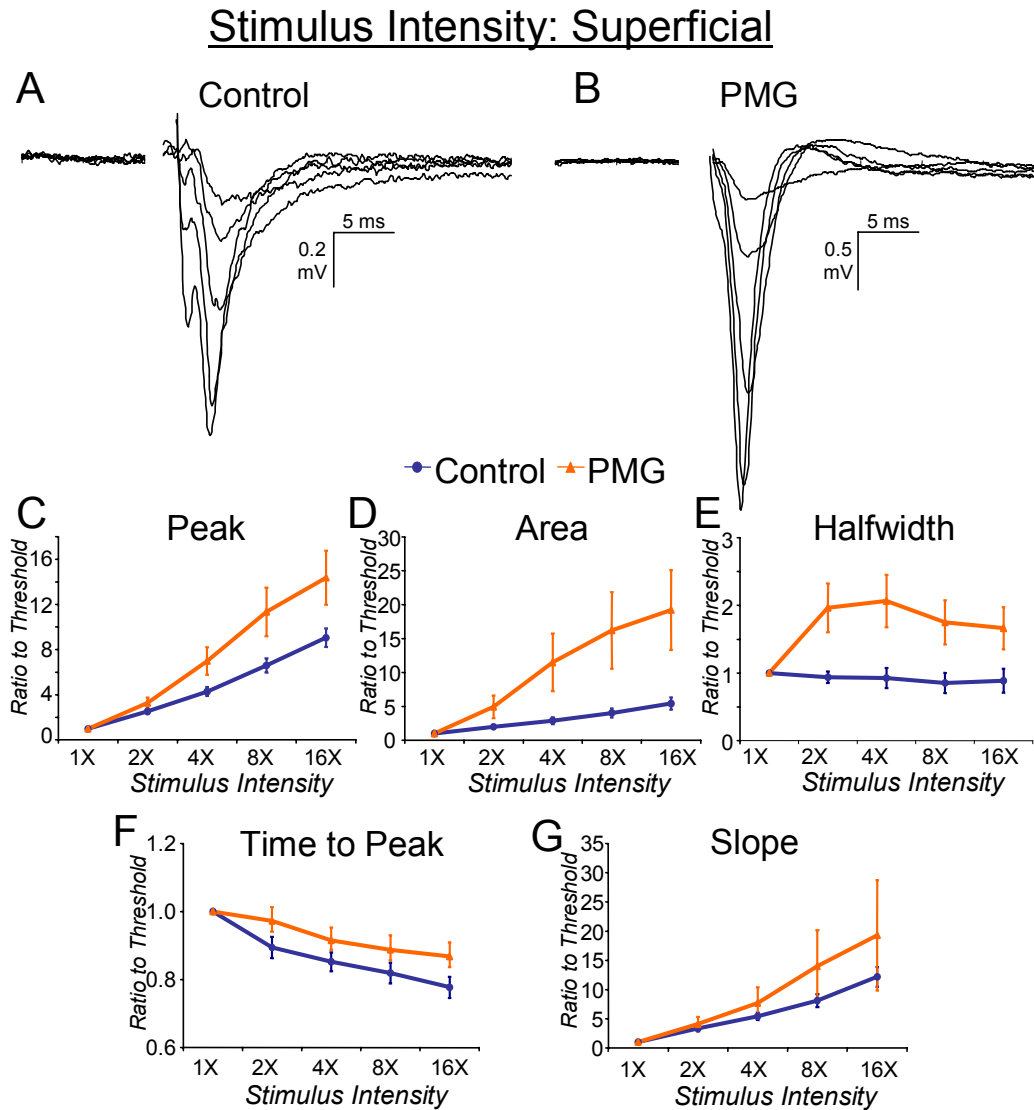 Stimulus Intensity: Superficial
A
Control
B
PMG
5 ms
0.2
mV
5 ms
0.5
mV
Control PMG
C
Peak
Ratio to Threshold
16
12
8
4
0
1X 2X 4X 8X 16X
Stimulus Intensity
D
Area
Ratio to Threshold
30
25
20
15
10
5
0
1X 2X 4X 8X 16X
Stimulus Intensity
E
Halfwidth
Ratio to Threshold
3
2
1
0
1X 2X 4X 8X 16X
Stimulus Intensity
F
Time to Peak
Ratio to Threshold
1.2
1.0
0.8
0.6
1X 2X 4X 8X 16X
Stimulus Intensity
G
Slope
Ratio to Threshold
35
30
25
20
15
10
5
0
1X 2X 4X 8X 16X
Stimulus Intensity